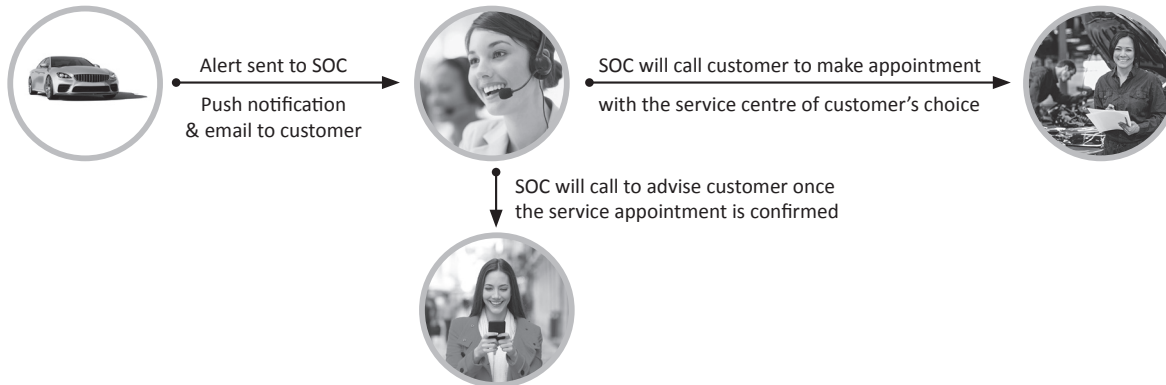 Alert sent to SOC
Push notification
& email to customer
SOC will call customer to make appointment
with the service centre of customer's choice
SOC will call to advise customer once
the service appointment is confirmed